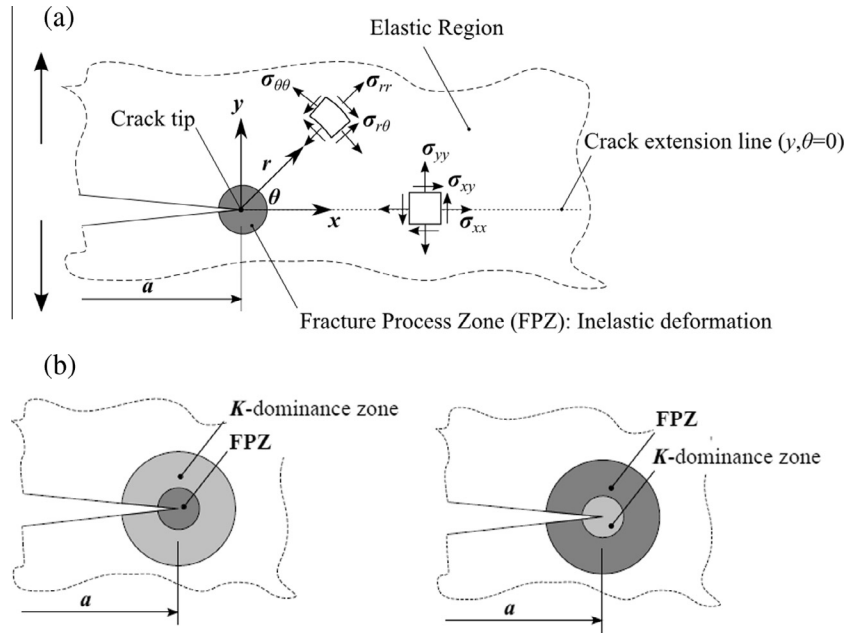 (a)
Elastic Region
σθθ
σrr
y
σrθ
Crack tip
Crack extension line (y,θ=0)
r
σyy
σxy
θ
x
σxx
a
Fracture Process Zone (FPZ): Inelastic deformation
(b)
K-dominance zone
FPZ
a
FPZ
K-dominance zone
a